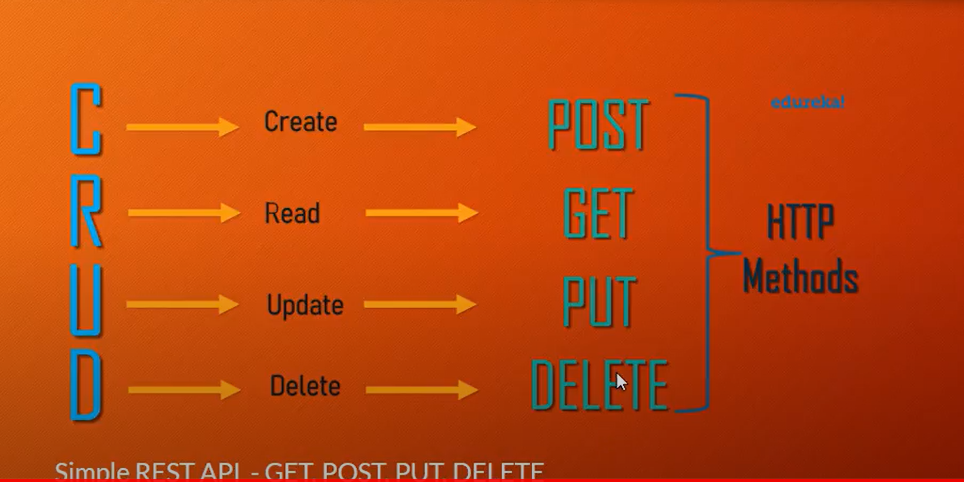 C Create POST
edureka!
R Read GET
HTTP
Methods
U Update PUT
D Delete DELETE
Simple REST API - GET, POST, PUT, DELETE